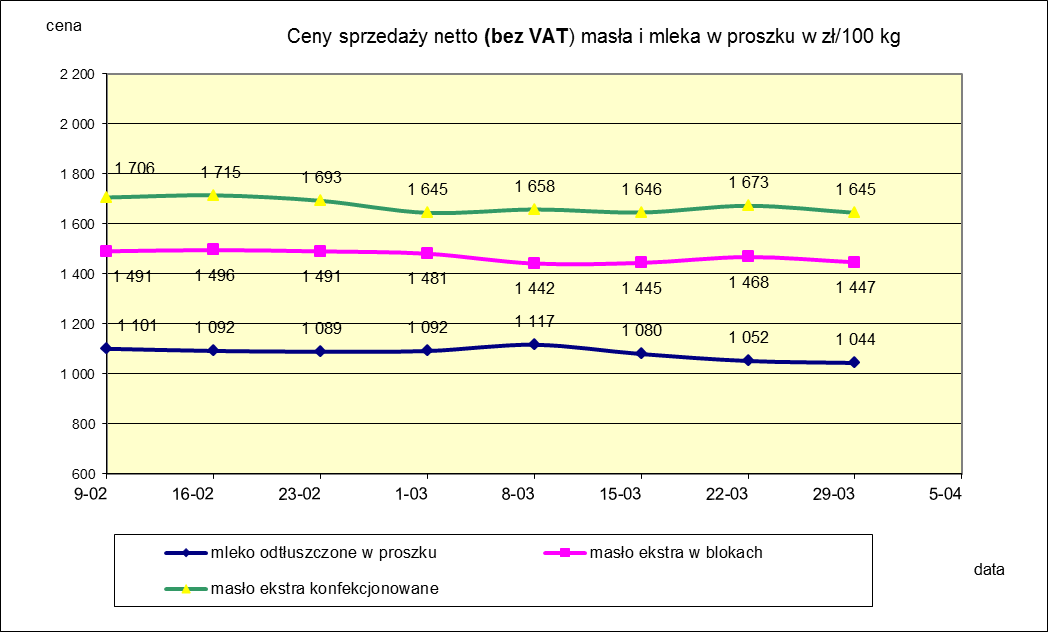 cena
Ceny sprzedaży netto (bez VAT) masła i mleka w proszku w zł/100 kg
2 200
2 000
1 800
1 600
1 400
1 200
1 000
800
600
1 706 1 715 1 693 1 645 1 658 1 646 1 673 1 645
1 491 1 496 1 491 1 481 1 442 1 445 1 468 1 447
1 101 1 092 1 089 1 092 1 117 1 080 1 052 1 044
9-02 16-02 23-02 1-03 8-03 15-03 22-03 29-03 5-04
mleko odtłuszczone w proszku masło ekstra w blokach
masło ekstra konfekcjonowane
data